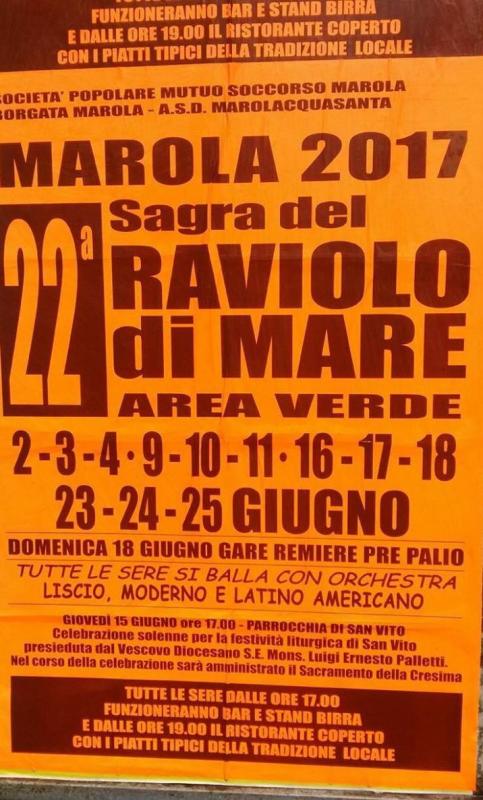 FUNZIONERANNO BAR E STAND BIRRA
E DALLE ORE 19.00 IL RISTORANTE COPERTO
CON I PIATTI TIPICI DELLA TRADIZIONE LOCALE
SOCIETA' POPOLARE MUTUO SOCCORSO MAROLA
BORGATA MAROLA - A.S.D. MAROLACQUASANTA
MAROLA 2017
22ª
Sagra del
RAVIOLO
di MARE
AREA VERDE
2-3-4·9-10-11·16-17-18
23-24-25 GIUGNO
DOMENICA 18 GIUGNO GARE REMIERE PRE PALIO
TUTTE LE SERE SI BALLA CON ORCHESTRA
LISCIO, MODERNO E LATINO AMERICANO
GIOVEDÌ 15 GIUGNO ore 17.00 - PARROCCHIA DI SAN VITO
Celebrazione solenne per la festività liturgica di San Vito
presieduta dal Vescovo Diocesano S.E. Mons. Luigi Ernesto Palletti.
Nel corso della celebrazione sarà amministrato il Sacramento della Cresima
TUTTE LE SERE DALLE ORE 17.00
FUNZIONERANNO BAR E STAND BIRRA
E DALLE ORE 19.00 IL RISTORANTE COPERTO
CON I PIATTI TIPICI DELLA TRADIZIONE LOCALE